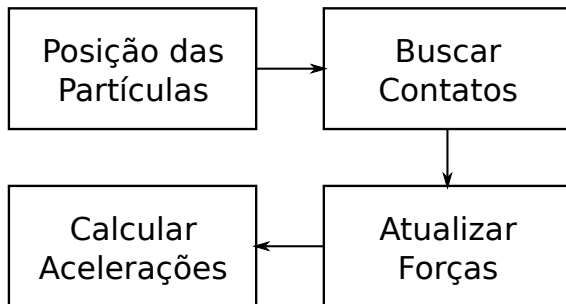 Posição das
Partículas
Buscar
Contatos
Calcular
Acelerações
Atualizar
Forças